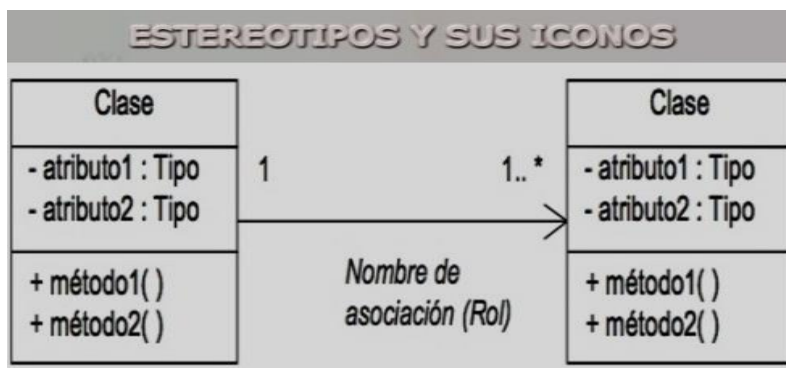 ESTEREOTIPOS Y SUS ICONOS
Clase
- atributo1 : Tipo
- atributo2 : Tipo
+ método1( )
+ método2( )
1
1.. *
Nombre de
asociación (Rol)
Clase
- atributo1 : Tipo
- atributo2 : Tipo
+ método1( )
+ método2( )